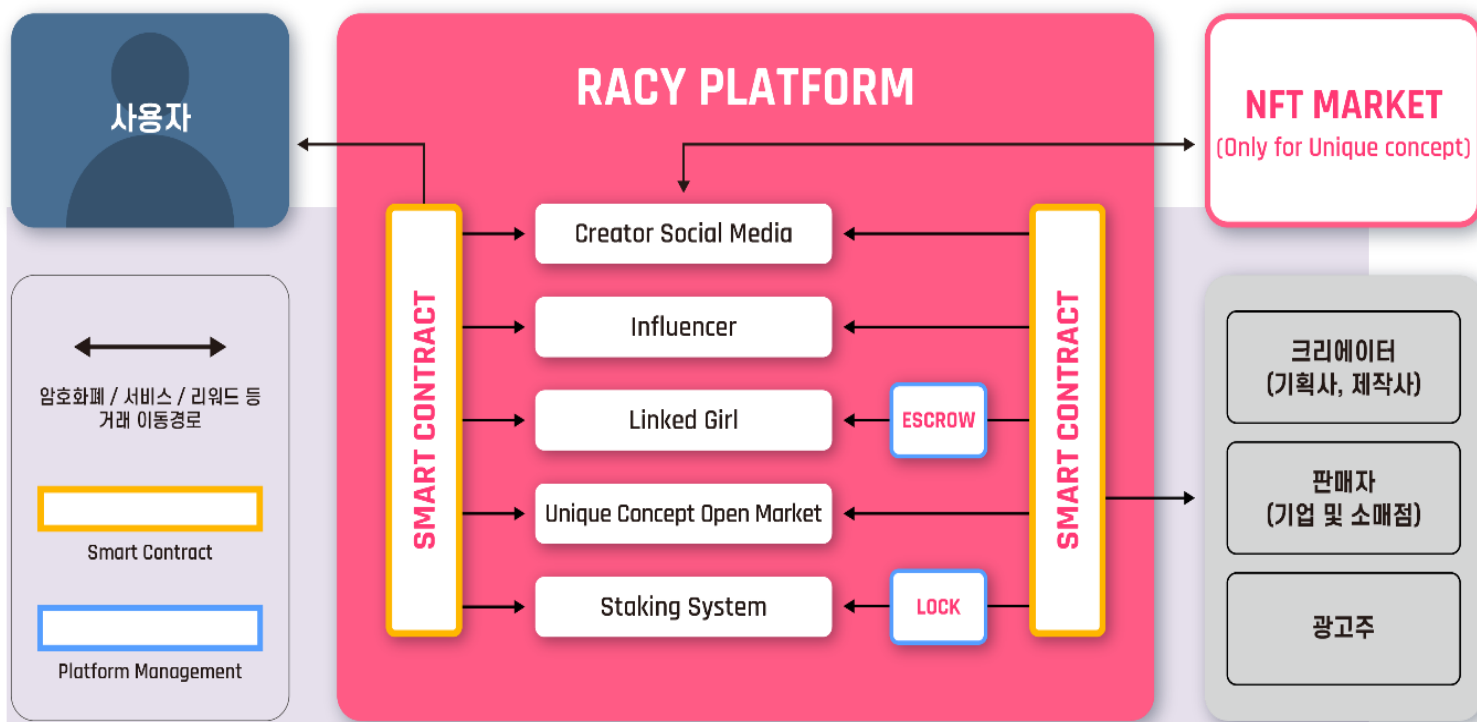 사용자
암호화폐 / 서비스 / 리워드 등
거래 이동경로
Smart Contract
Platform Management
RACY PLATFORM
SMART CONTRACT
Creator Social Media
Influencer
Linked Girl
ESCROW
Unique Concept Open Market
Staking System
LOCK
SMART CONTRACT
NFT MARKET
(Only for Unique concept)
크리에이터
(기획사, 제작사)
판매자
(기업 및 소매점)
광고주